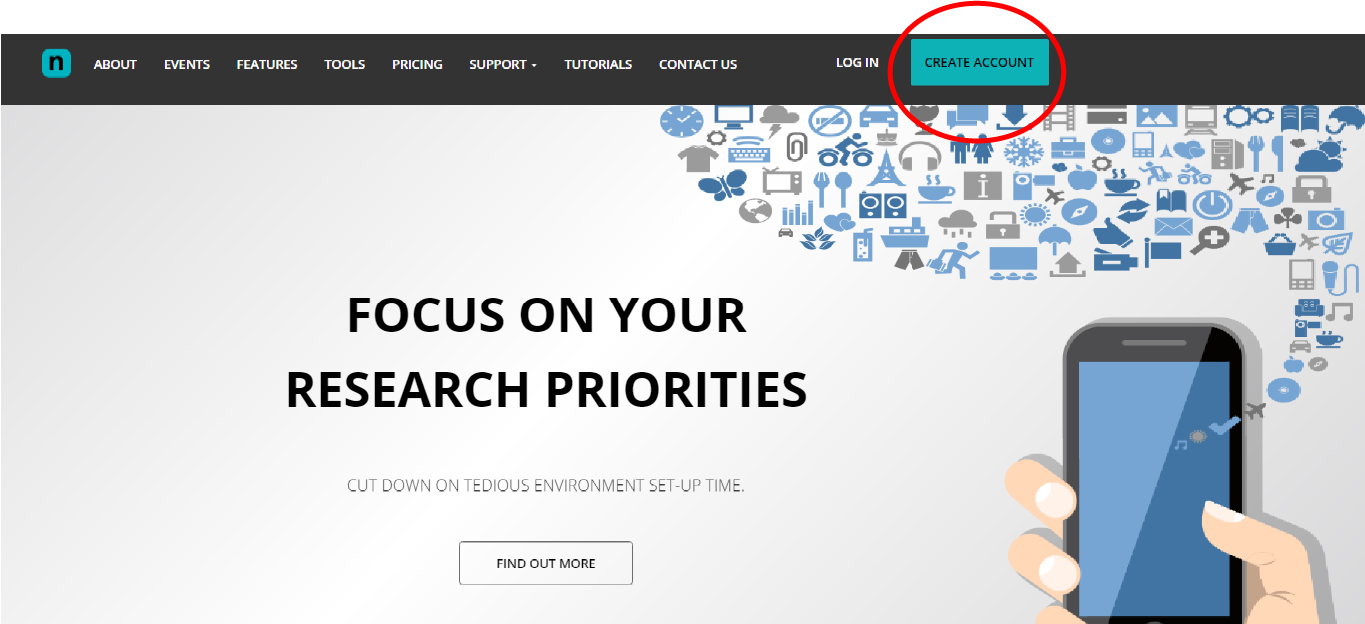 n
ABOUT EVENTS FEATURES TOOLS PRICING SUPPORT TUTORIALS CONTACT US LOG IN CREATE ACCOUNT
FOCUS ON YOUR
RESEARCH PRIORITIES
CUT DOWN ON TEDIOUS ENVIRONMENT SET-UP TIME.
FIND OUT MORE